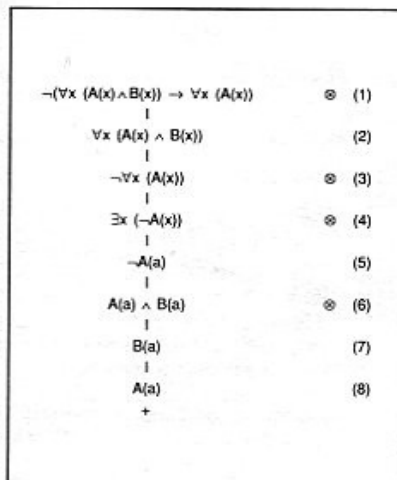 ¬(∀x (A(x)∧B(x)) → ∀x (A(x)) ⊗ (1)
∀x (A(x) ∧ B(x)) (2)
¬∀x (A(x)) ⊗ (3)
∃x (¬A(x)) ⊗ (4)
¬A(a) (5)
A(a) ∧ B(a) ⊗ (6)
B(a) (7)
A(a) (8)
+